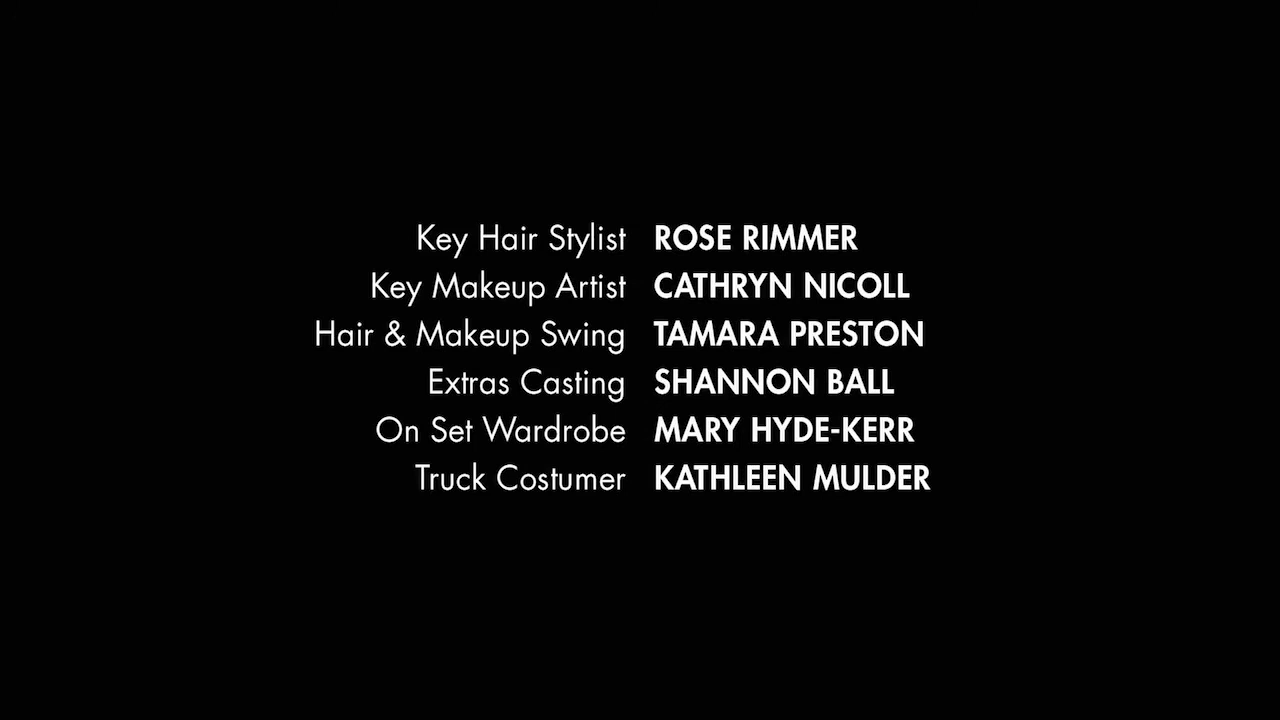 Key Hair Stylist ROSE RIMMER
Key Makeup Artist CATHRYN NICOLL
Hair & Makeup Swing TAMARA PRESTON
Extras Casting SHANNON BALL
On Set Wardrobe MARY HYDE-KERR
Truck Costumer KATHLEEN MULDER